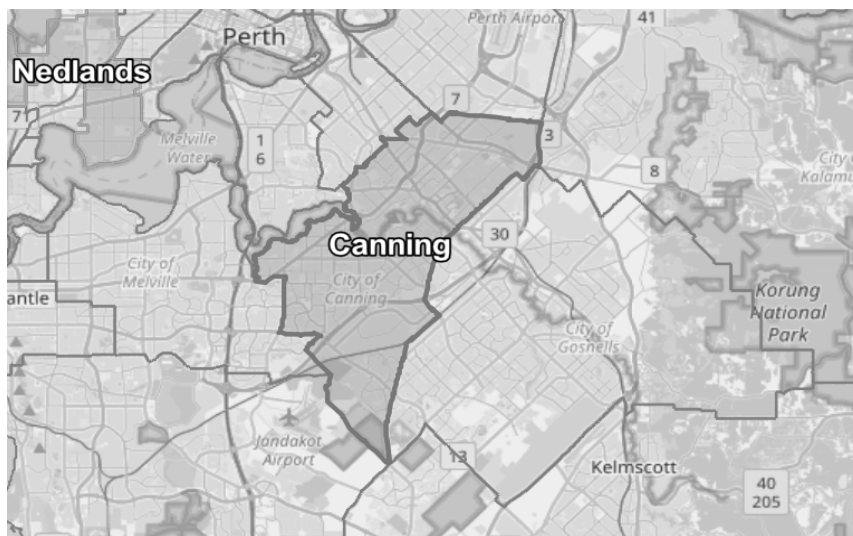 Perth
Perth Airport
41
Nedlands
7
3
71
Melville
Water
1
6
8
City of
Kalamu
30
Canning
City of
Melville
City of
Canning
antle
Korung
National
Park
City of
Gosnells
Jandakot
Airport
13
Kelmscott
40
205